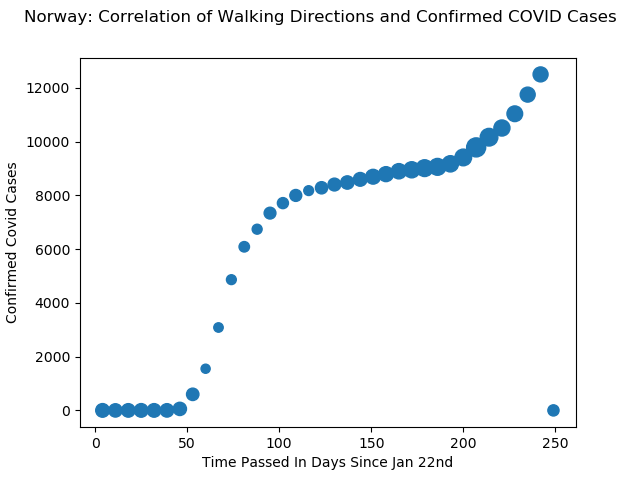 Norway: Correlation of Walking Directions and Confirmed COVID Cases
12000
10000
8000
6000
4000
2000
0
Confirmed Covid Cases
0 50 100 150 200 250
Time Passed In Days Since Jan 22nd